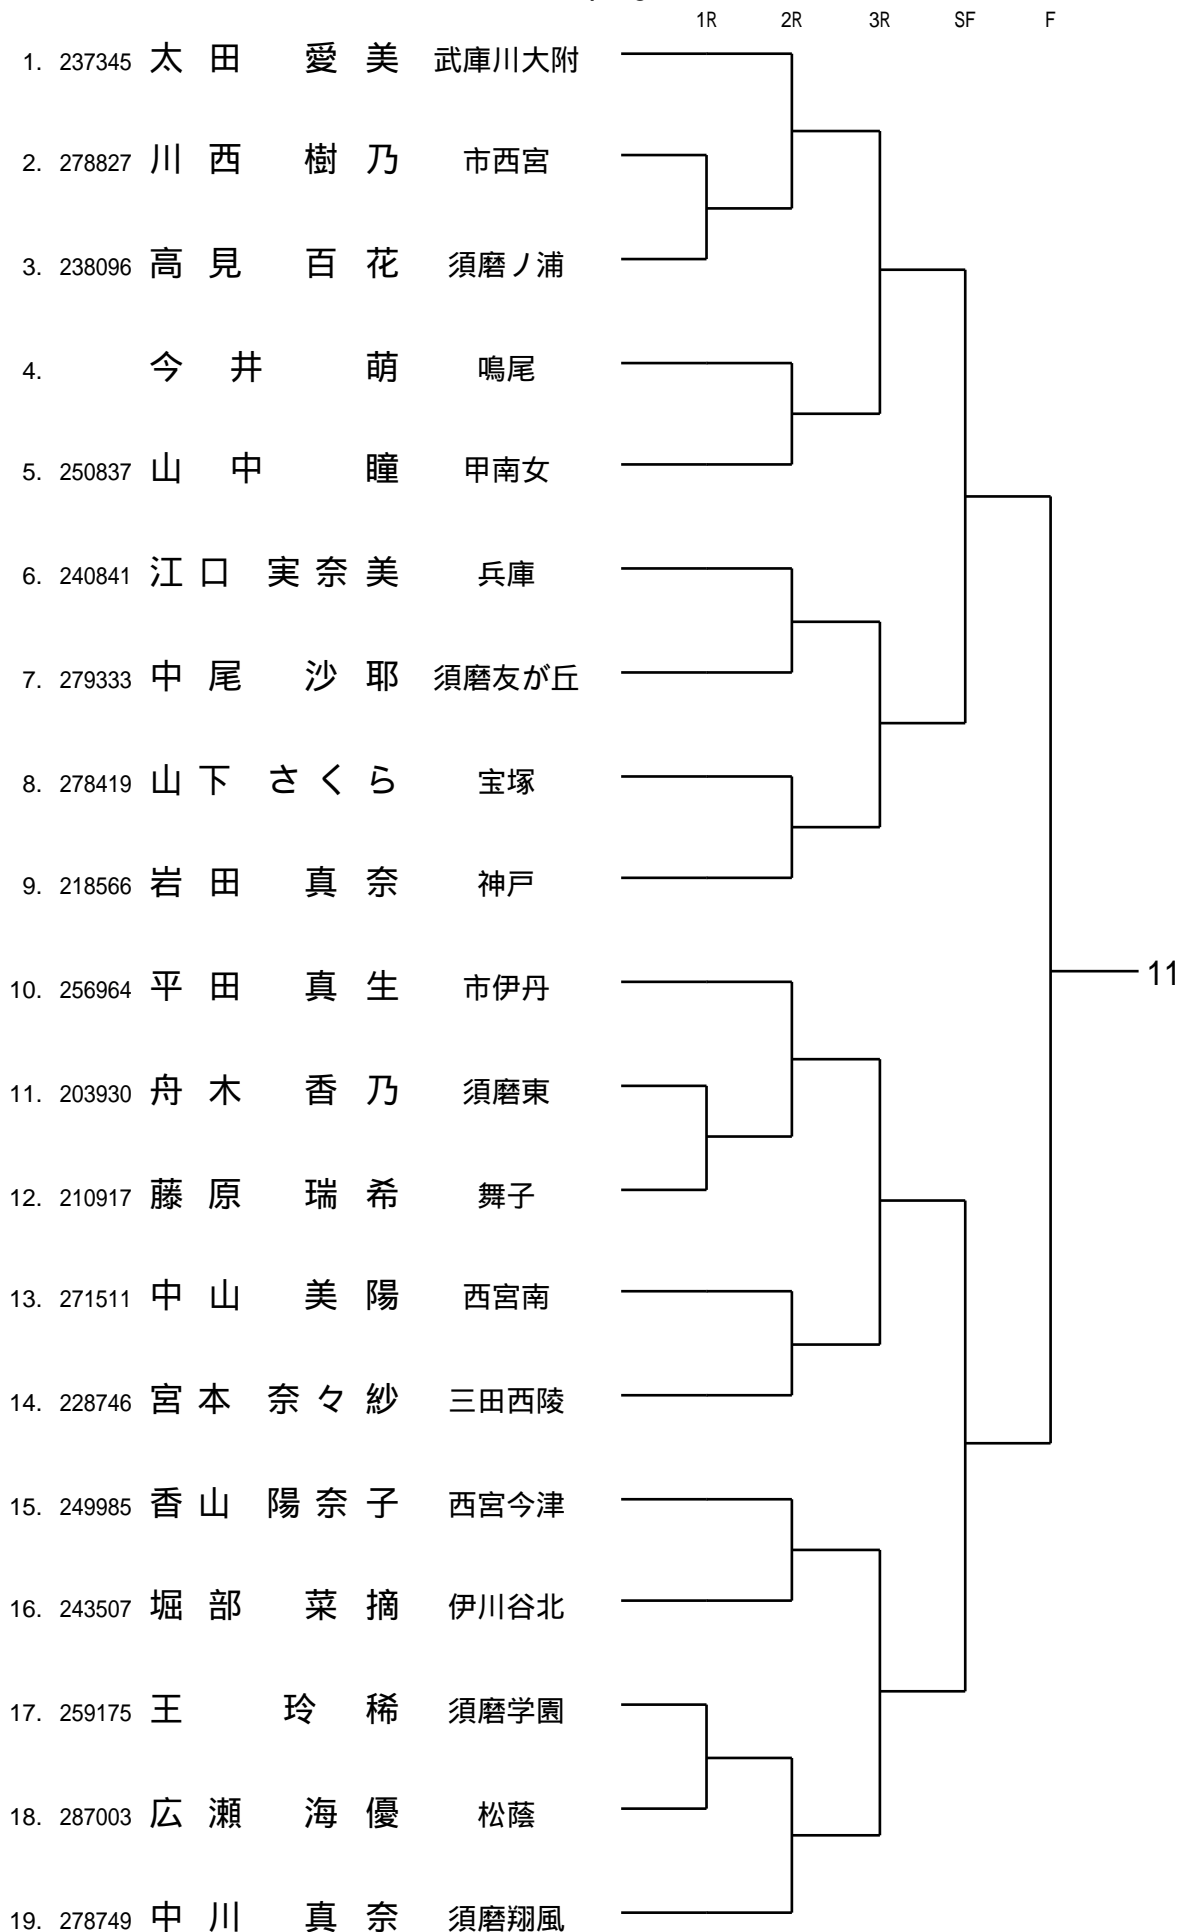 1R 2R 3R SF F
1. 237345 太田 愛美 武庫川大附
2. 278827 川西 樹乃 市西宮
3. 238096 高見 百花 須磨ノ浦
4. 今井 萌 鳴尾
5. 250837 山中 瞳 甲南女
6. 240841 江口 実奈美 兵庫
7. 279333 中尾 沙耶 須磨友が丘
8. 278419 山下 さくら 宝塚
9. 218566 岩田 真奈 神戸
11
10. 256964 平田 真生 市伊丹
11. 203930 舟木 香乃 須磨東
12. 210917 藤原 瑞希 舞子
13. 271511 中山 美陽 西宮南
14. 228746 宮本 奈々紗 三田西陵
15. 249985 香山 陽奈子 西宮今津
16. 243507 堀部 菜摘 伊川谷北
17. 259175 王 玲稀 須磨学園
18. 287003 広瀬 海優 松蔭
19. 278749 中川 真奈 須磨翔風